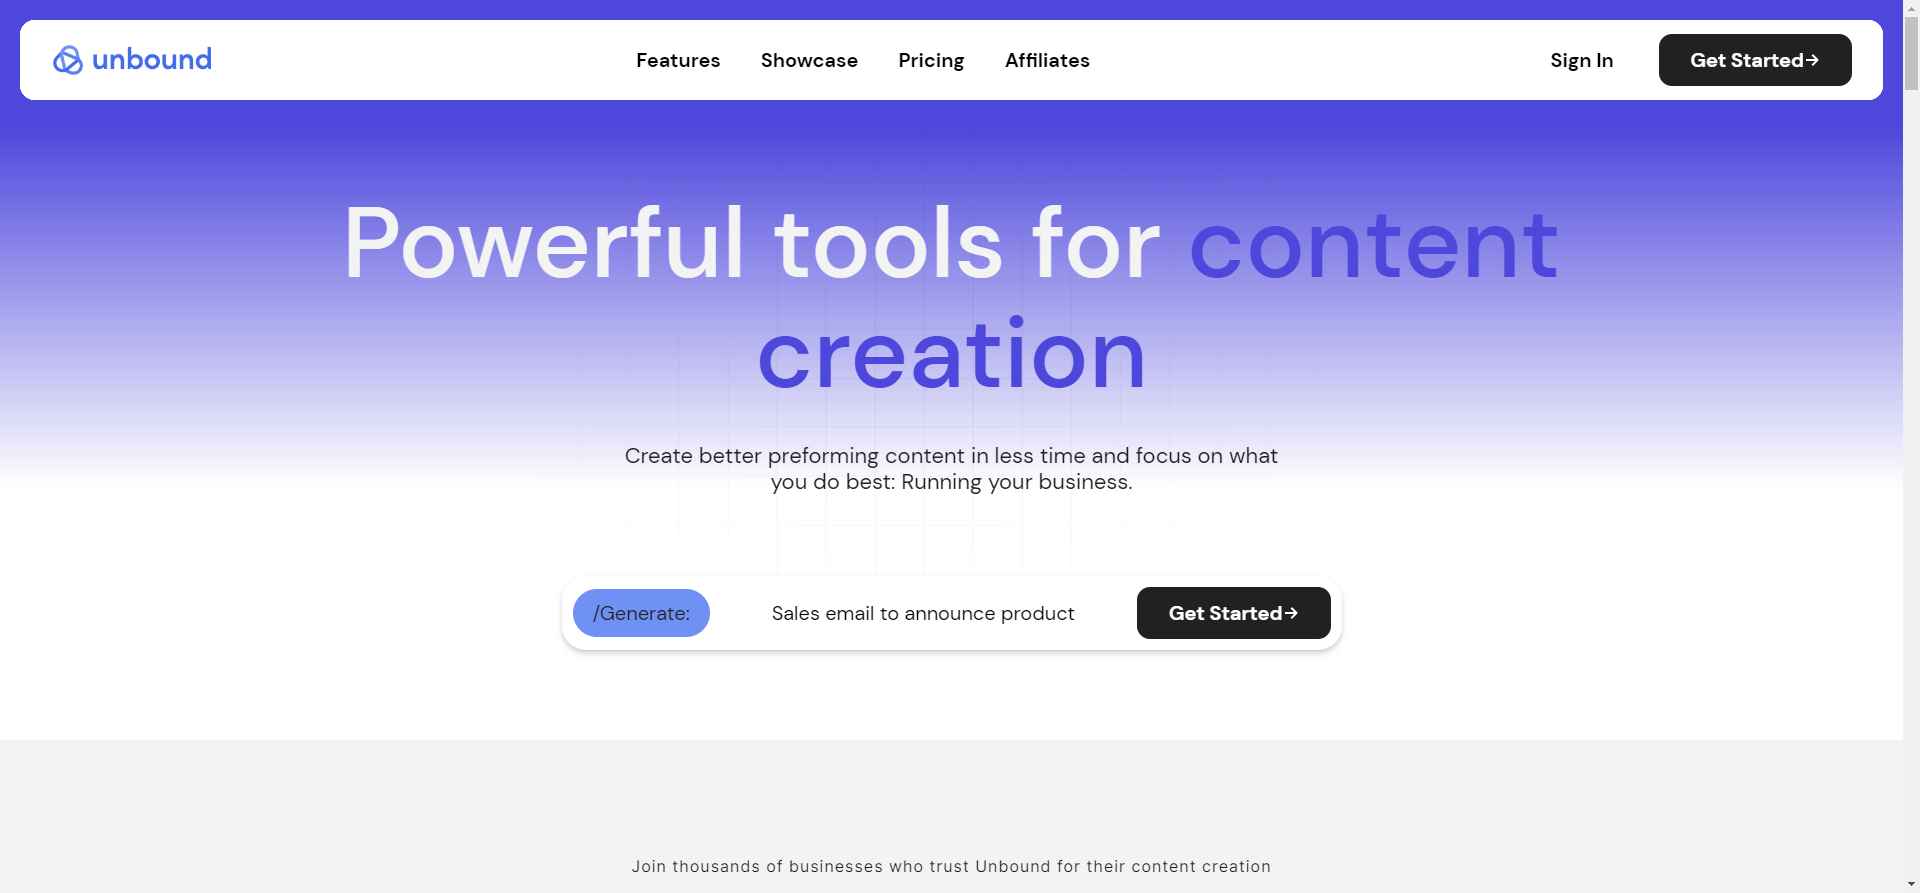 unbound
Features
Showcase
Pricing
Affiliates
Sign In
Get Started→
Powerful tools for content
creation
Create better preforming content in less time and focus on what
you do best: Running your business.
/Generate:
Sales email to announce product
Get Started→
Join thousands of businesses who trust Unbound for their content creation